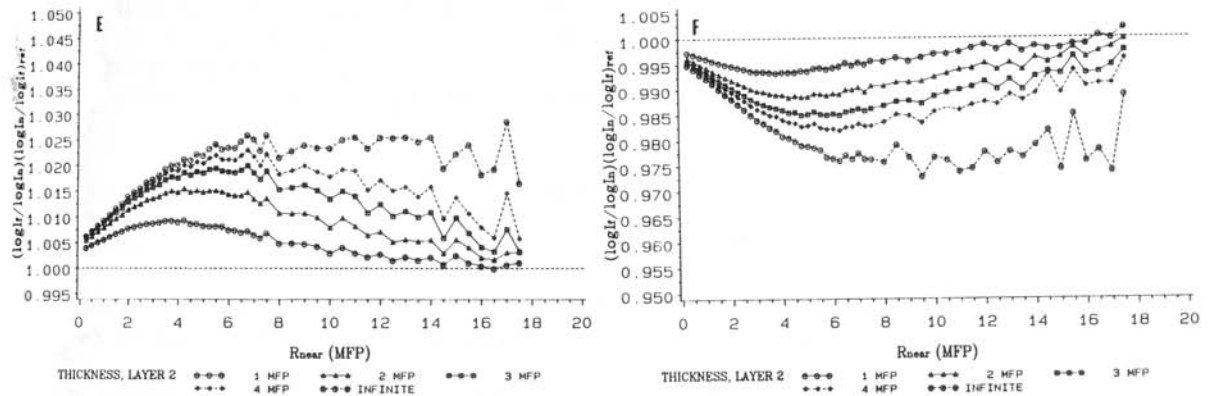 E
(logIr/logIn)(logIn/logIr)ref
1.050
1.045
1.040
1.035
1.030
1.025
1.020
1.015
1.010
1.005
1.000
0.995
0 2 4 6 8 10 12 14 16 18 20
Rnear (MFP)
THICKNESS, LAYER 2 1 MFP 2 MFP 3 MFP
4 MFP INFINITE
F
(logIr/logIn)(logIn/logIr)ref
1.005
1.000
0.995
0.990
0.985
0.980
0.975
0.970
0.965
0.960
0.955
0.950
0 2 4 6 8 10 12 14 16 18 20
Rnear (MFP)
THICKNESS, LAYER 2 1 MFP 2 MFP 3 MFP
4 MFP INFINITE